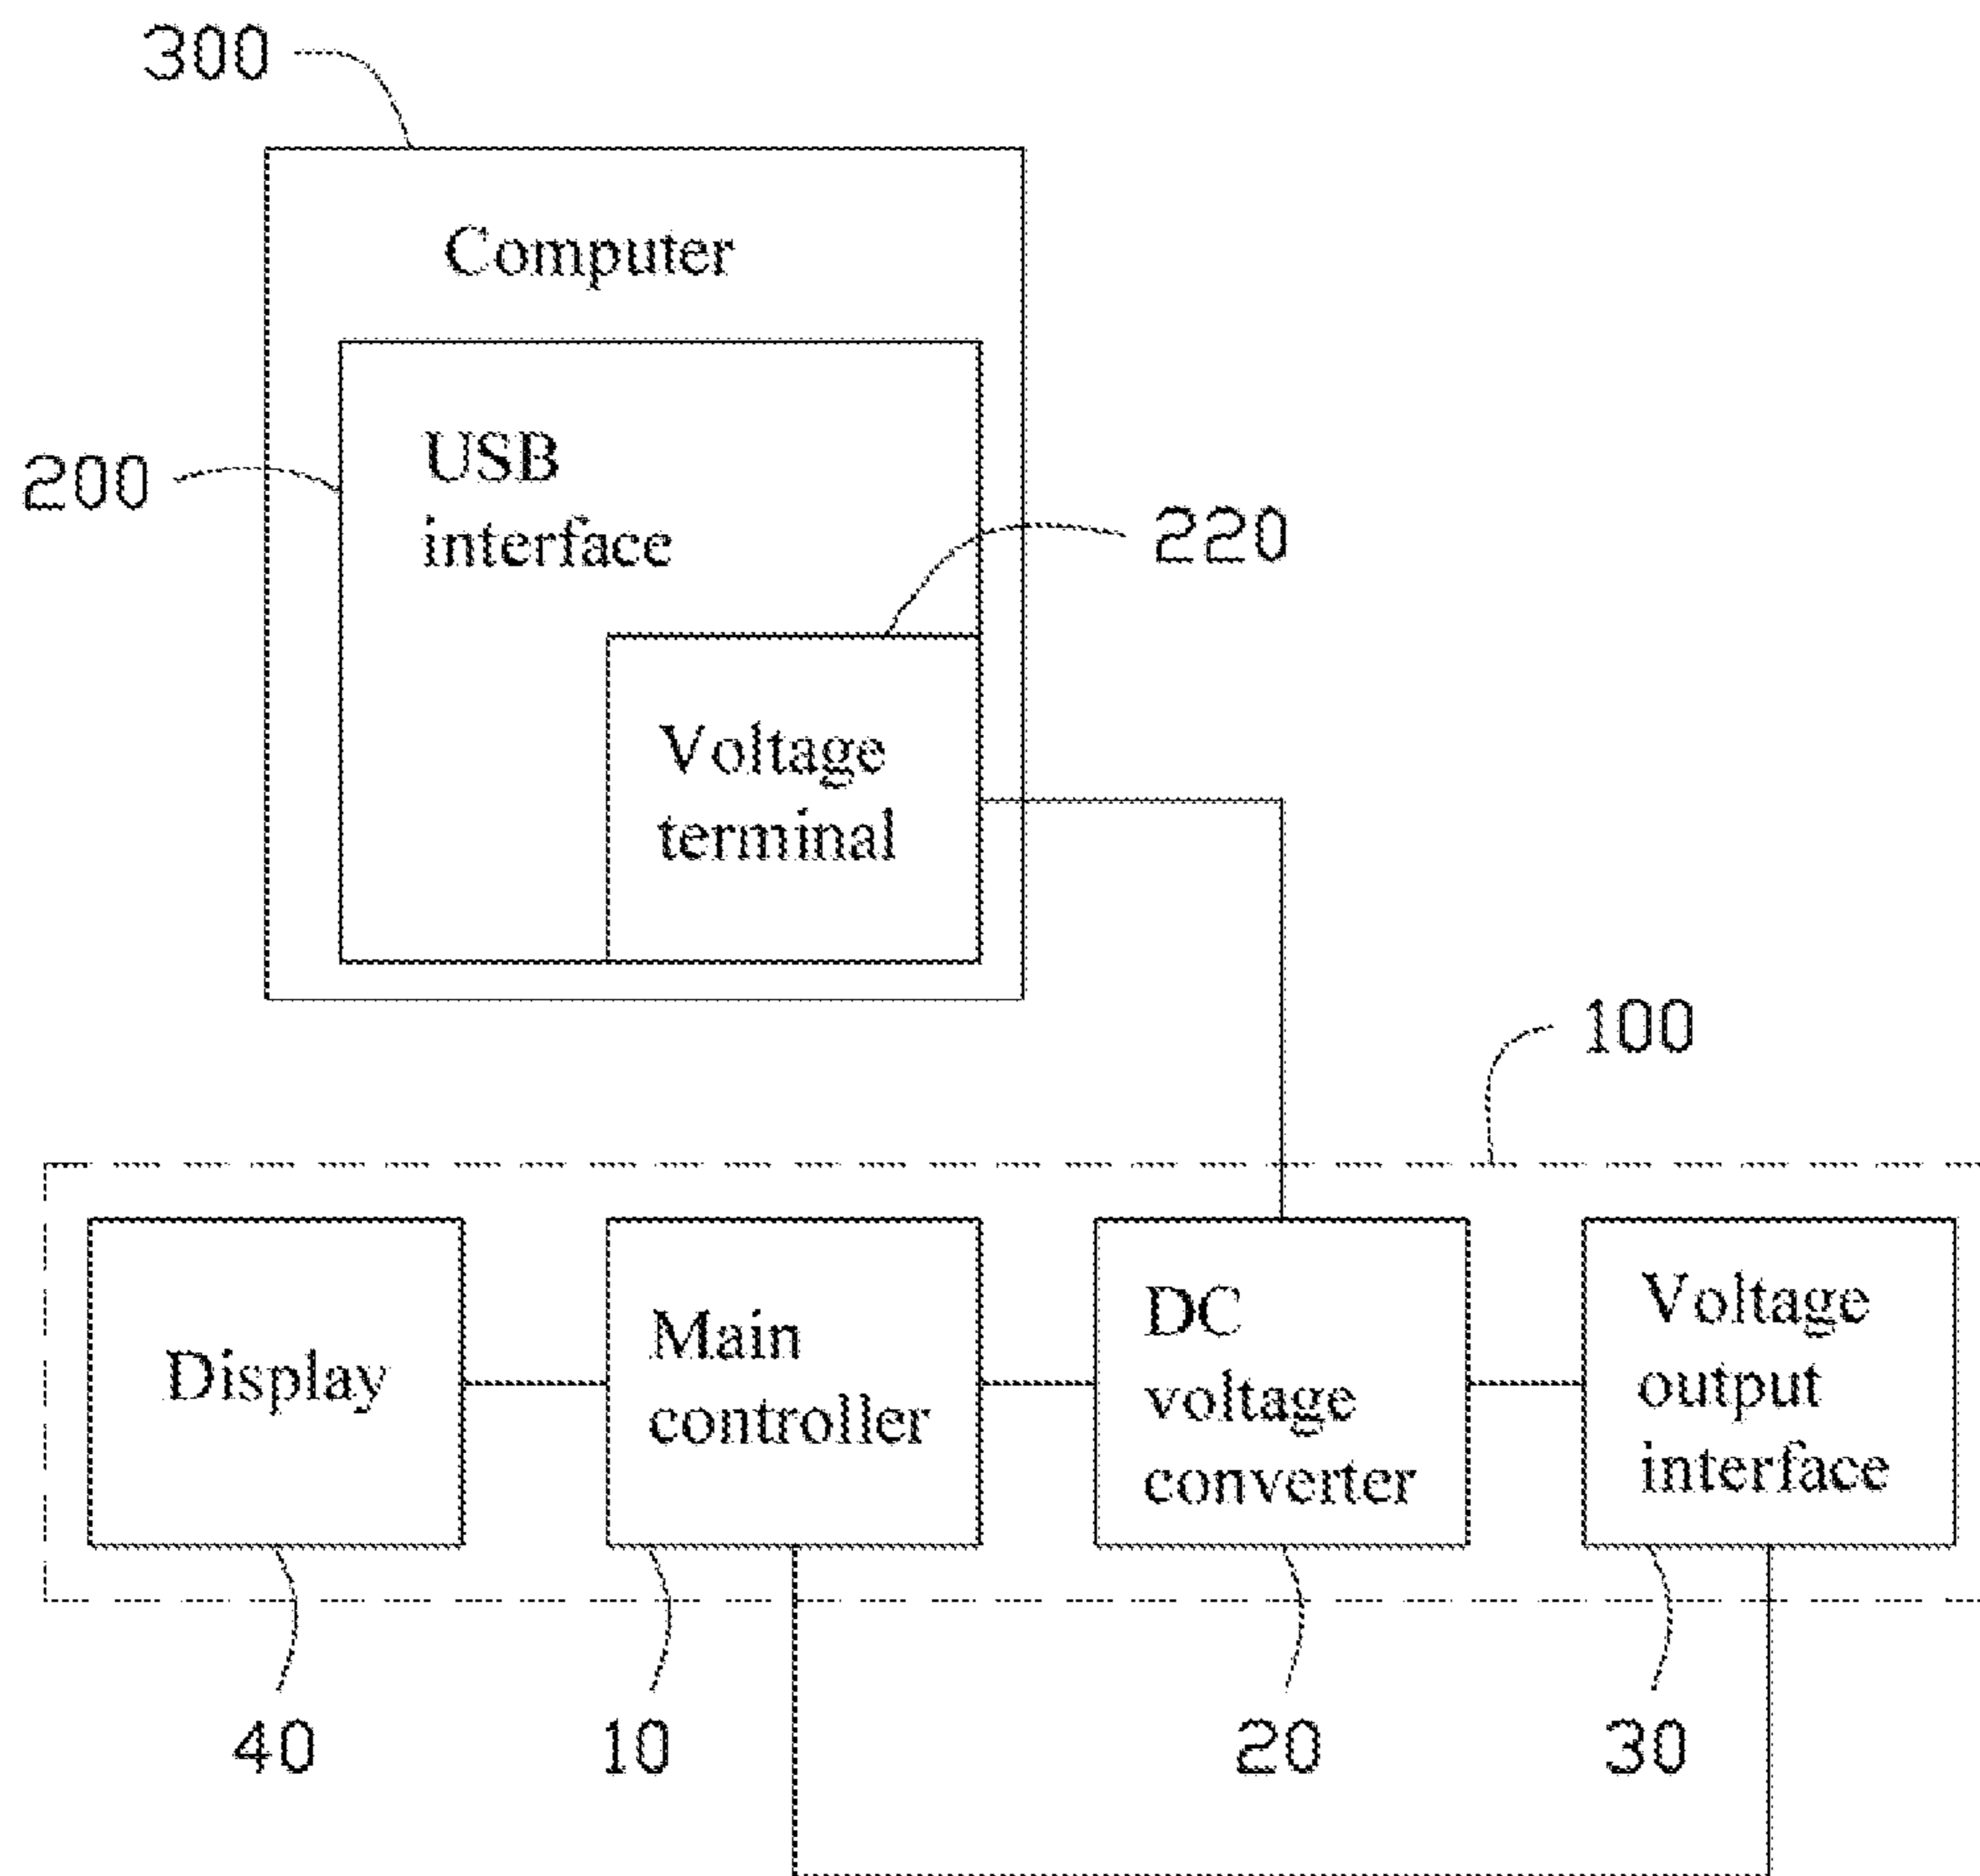 300
Computer
200
USB
interface
220
Voltage
terminal
100
Display
Main
controller
DC
voltage
converter
Voltage
output
interface
40
10
20
30